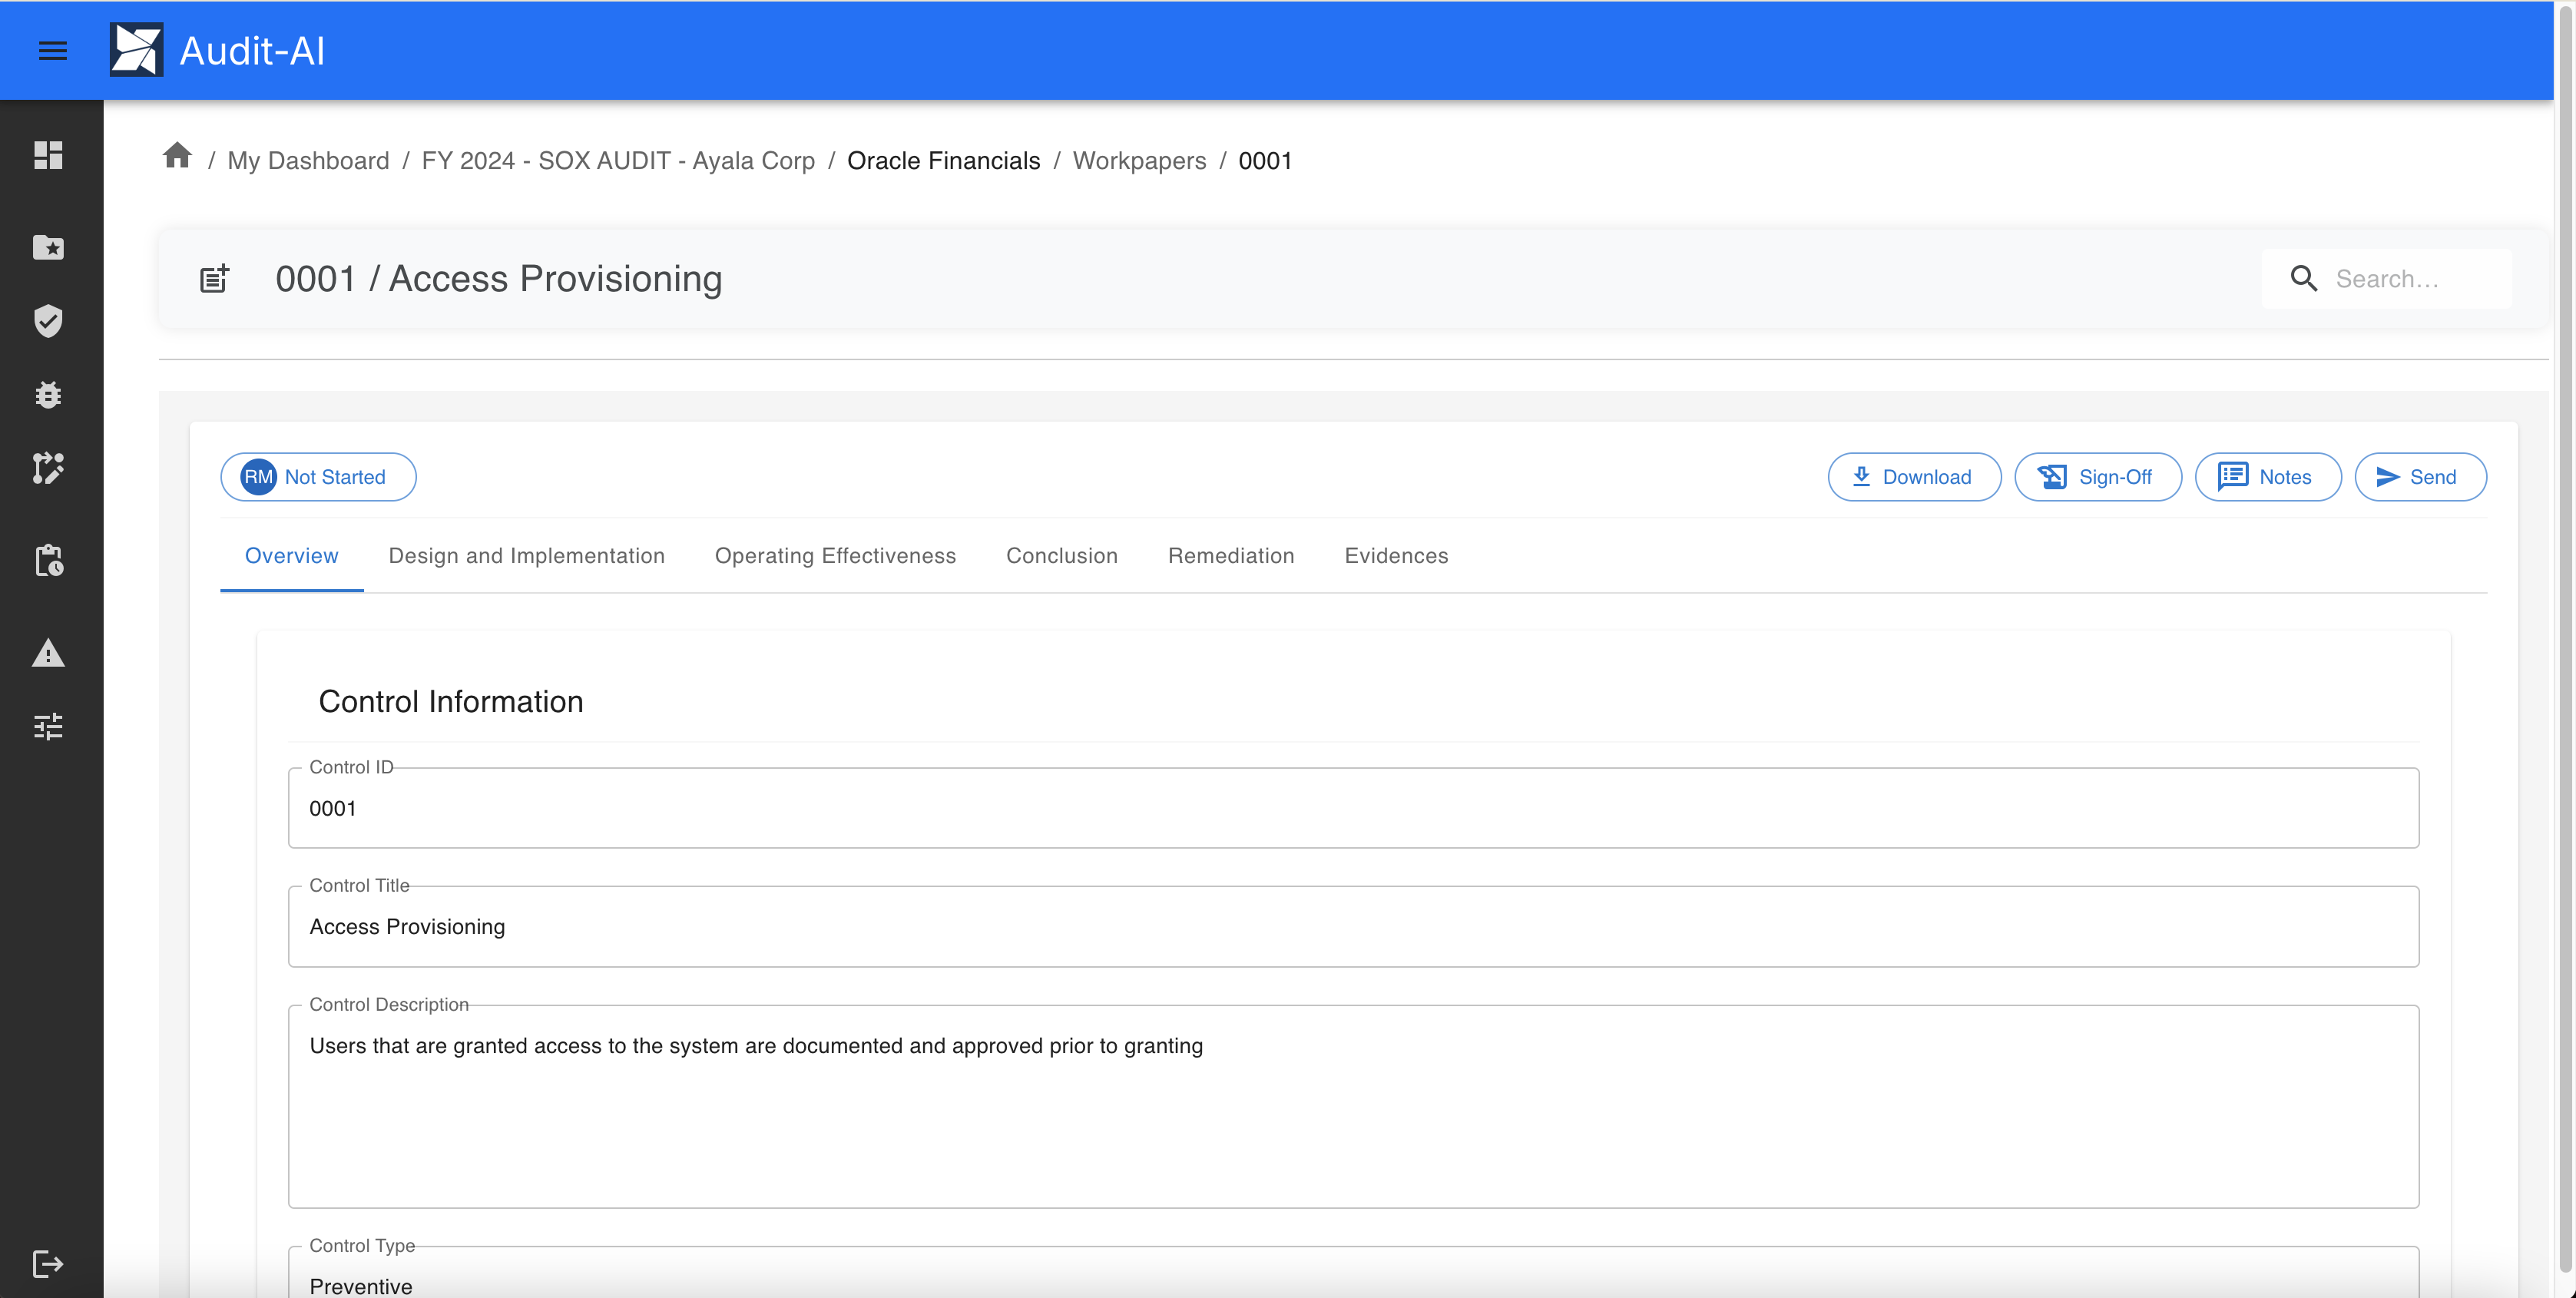 Audit-AI
/ My Dashboard / FY 2024 - SOX AUDIT - Ayala Corp / Oracle Financials / Workpapers / 0001
0001 / Access Provisioning
Search...
RM Not Started
Download
Sign-Off
Notes
Send
Overview
Design and Implementation
Operating Effectiveness
Conclusion
Remediation
Evidences
Control Information
Control ID
0001
Control Title
Access Provisioning
Control Description
Users that are granted access to the system are documented and approved prior to granting
Control Type
Preventive